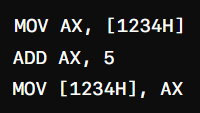 MOV AX, [1234H]
ADD AX, 5
MOV [1234H], AX